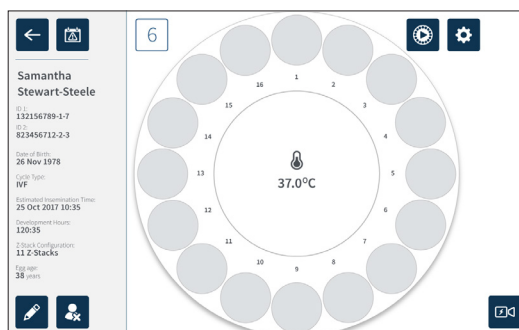 6
Samantha
Stewart-Steele
ID 1:
132156789-1-7
ID 2:
823456712-2-3
Date of Birth:
26 Nov 1978
Cycle Type:
IVF
Estimated Insemination Time:
25 Oct 2017 10:35
Development Hours:
120:35
Z-Stack Configuration:
11 Z-Stacks
Egg age:
38 years
1
2
3
4
5
6
7
8
9
10
11
12
13
14
15
16
37.0°C